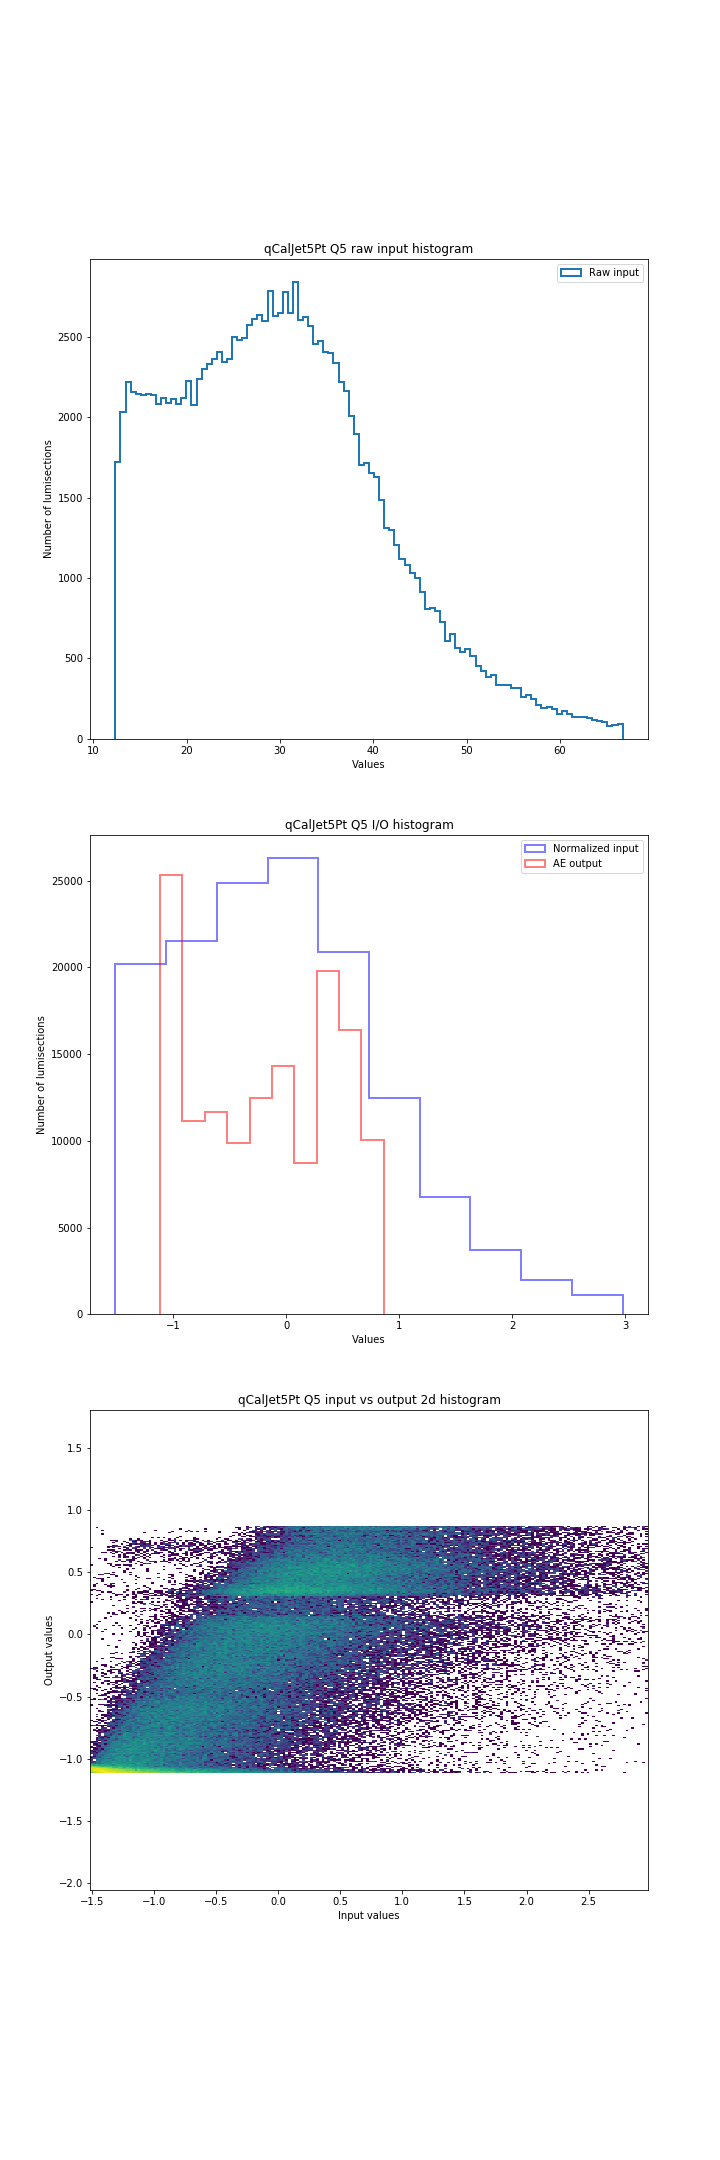 qCalJet5Pt Q5 raw input histogram
Raw input
2500
2000
1500
1000
500
0
Number of lumisections
10 20 30 40 50 60
Values
qCalJet5Pt Q5 I/O histogram
Normalized input
AE output
25000
20000
15000
10000
5000
0
Number of lumisections
−1 0 1 2 3
Values
qCalJet5Pt Q5 input vs output 2d histogram
1.5
1.0
0.5
0.0
−0.5
−1.0
−1.5
−2.0
Output values
−1.5 −1.0 −0.5 0.0 0.5 1.0 1.5 2.0 2.5
Input values